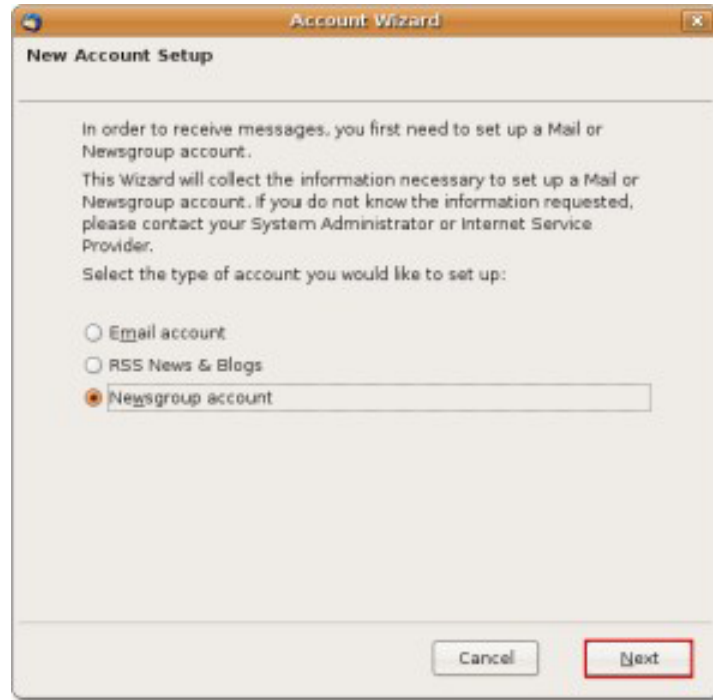 Account Wizard
New Account Setup
In order to receive messages, you first need to set up a Mail or
Newsgroup account.
This Wizard will collect the information necessary to set up a Mail or
Newsgroup account. If you do not know the information requested,
please contact your System Administrator or Internet Service
Provider.
Select the type of account you would like to set up:
Email account
RSS News & Blogs
Newsgroup account
Cancel
Next